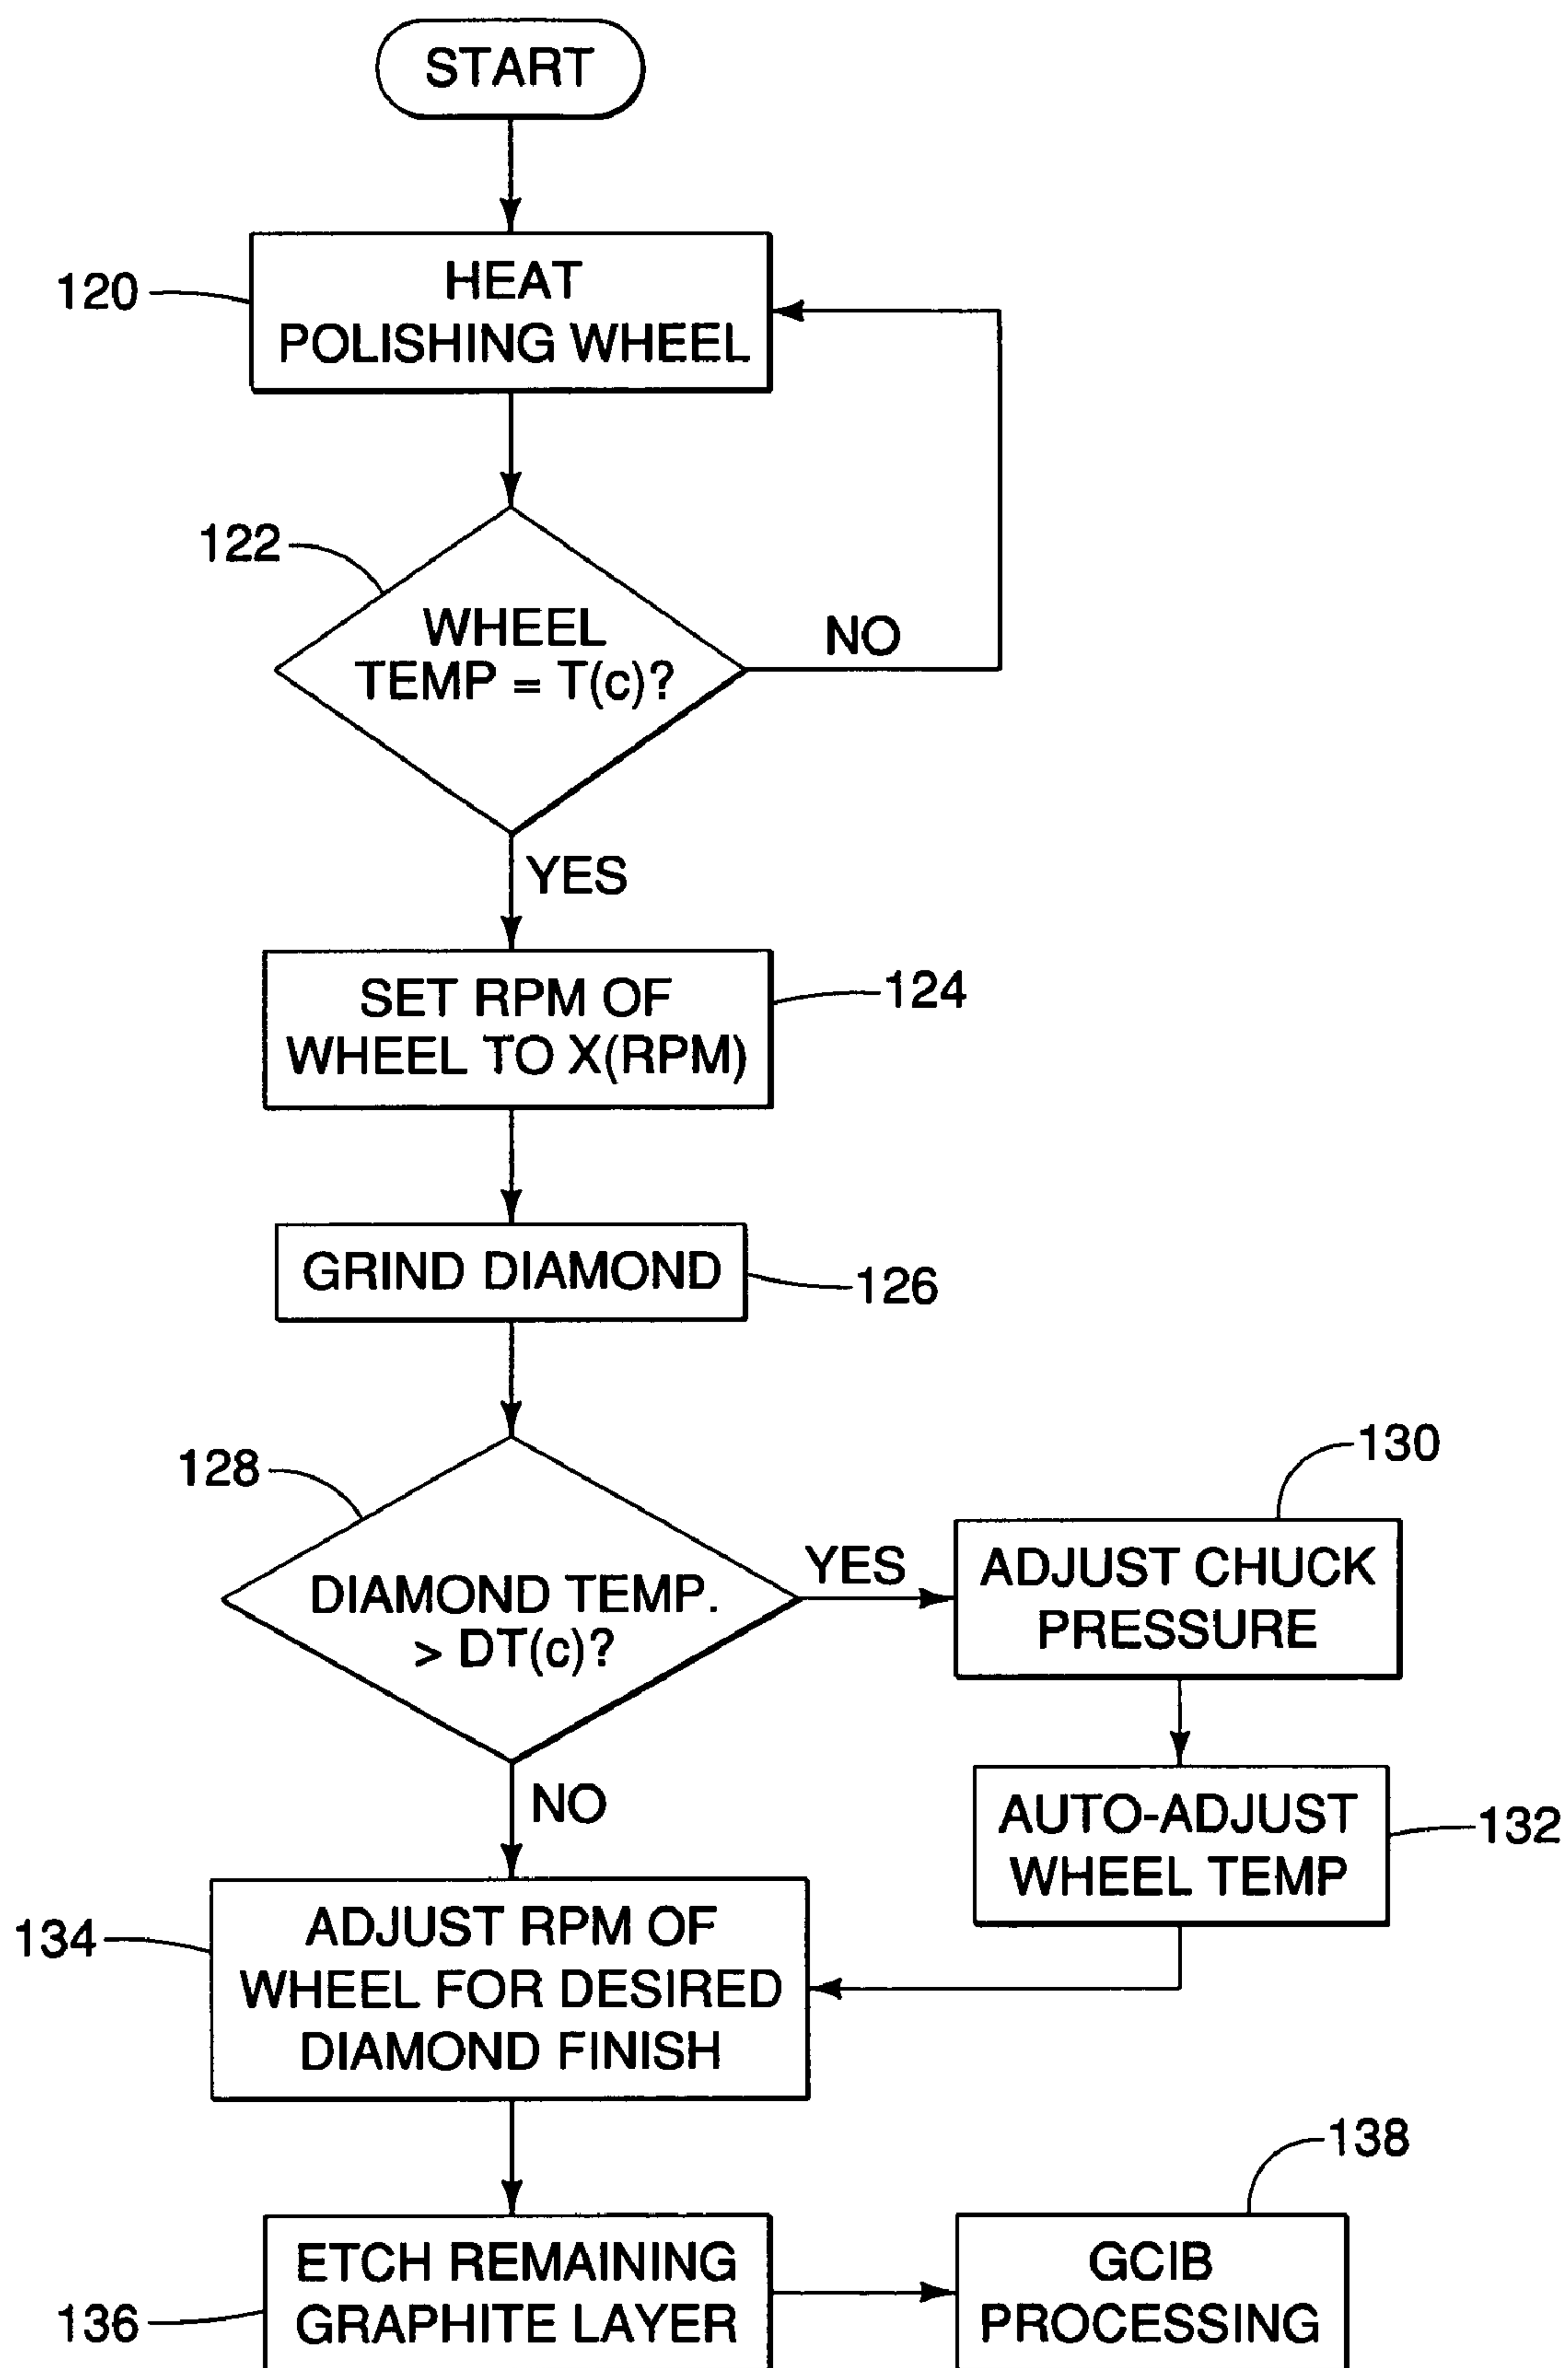 START
120
HEAT
POLISHING WHEEL
122
WHEEL
TEMP = T(c)?
NO
YES
SET RPM OF
WHEEL TO X(RPM)
124
GRIND DIAMOND
126
128
DIAMOND TEMP.
> DT(c)?
YES
130
ADJUST CHUCK
PRESSURE
NO
AUTO-ADJUST
WHEEL TEMP
132
134
ADJUST RPM OF
WHEEL FOR DESIRED
DIAMOND FINISH
136
ETCH REMAINING
GRAPHITE LAYER
138
GCIB
PROCESSING